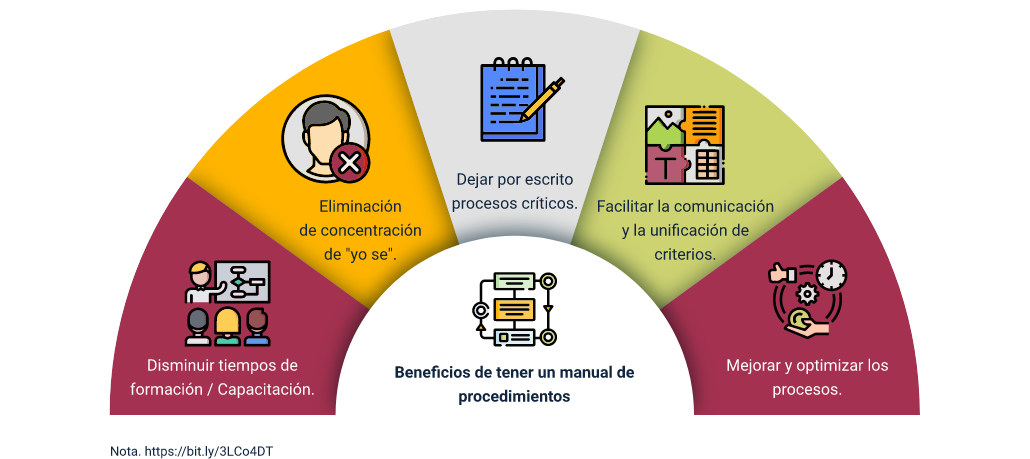 Disminuir tiempos de
formación / Capacitación.
Eliminación
de concentración
de "yo se".
Dejar por escrito
procesos críticos.
Facilitar la comunicación
y la unificación de
criterios.
Mejorar y optimizar los
procesos.
Beneficios de tener un manual de
procedimientos
Nota. https://bit.ly/3LCo4DT